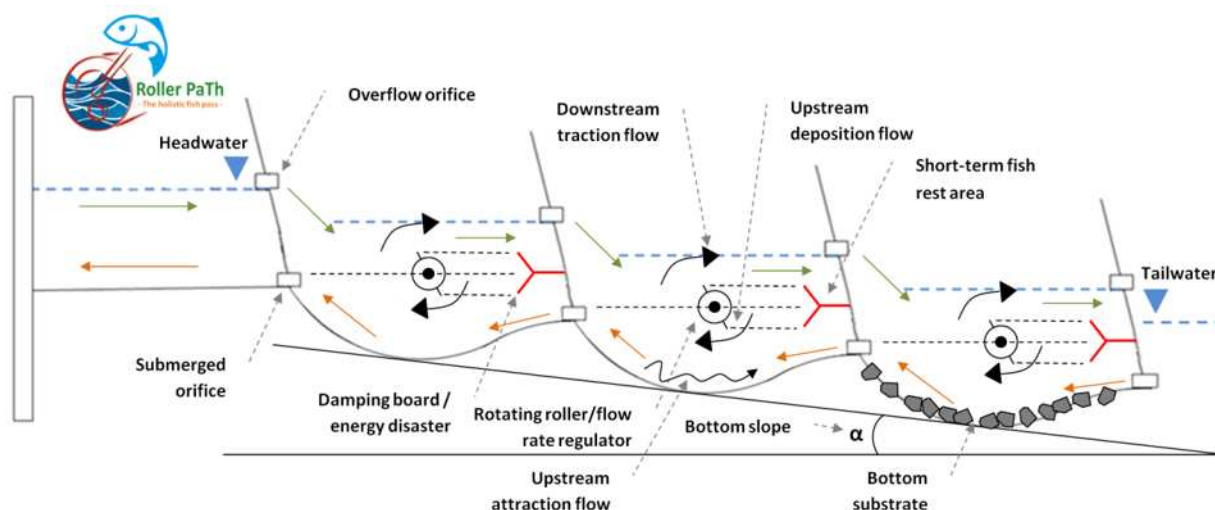 Roller PaTh
- The holistic fish pass -
Overflow orifice
Headwater
Downstream
traction flow
Upstream
deposition flow
Short-term fish
rest area
Tailwater
Submerged
orifice
Damping board /
energy disaster
Rotating roller/flow
rate regulator
Bottom slope
α
Upstream
attraction flow
Bottom
substrate